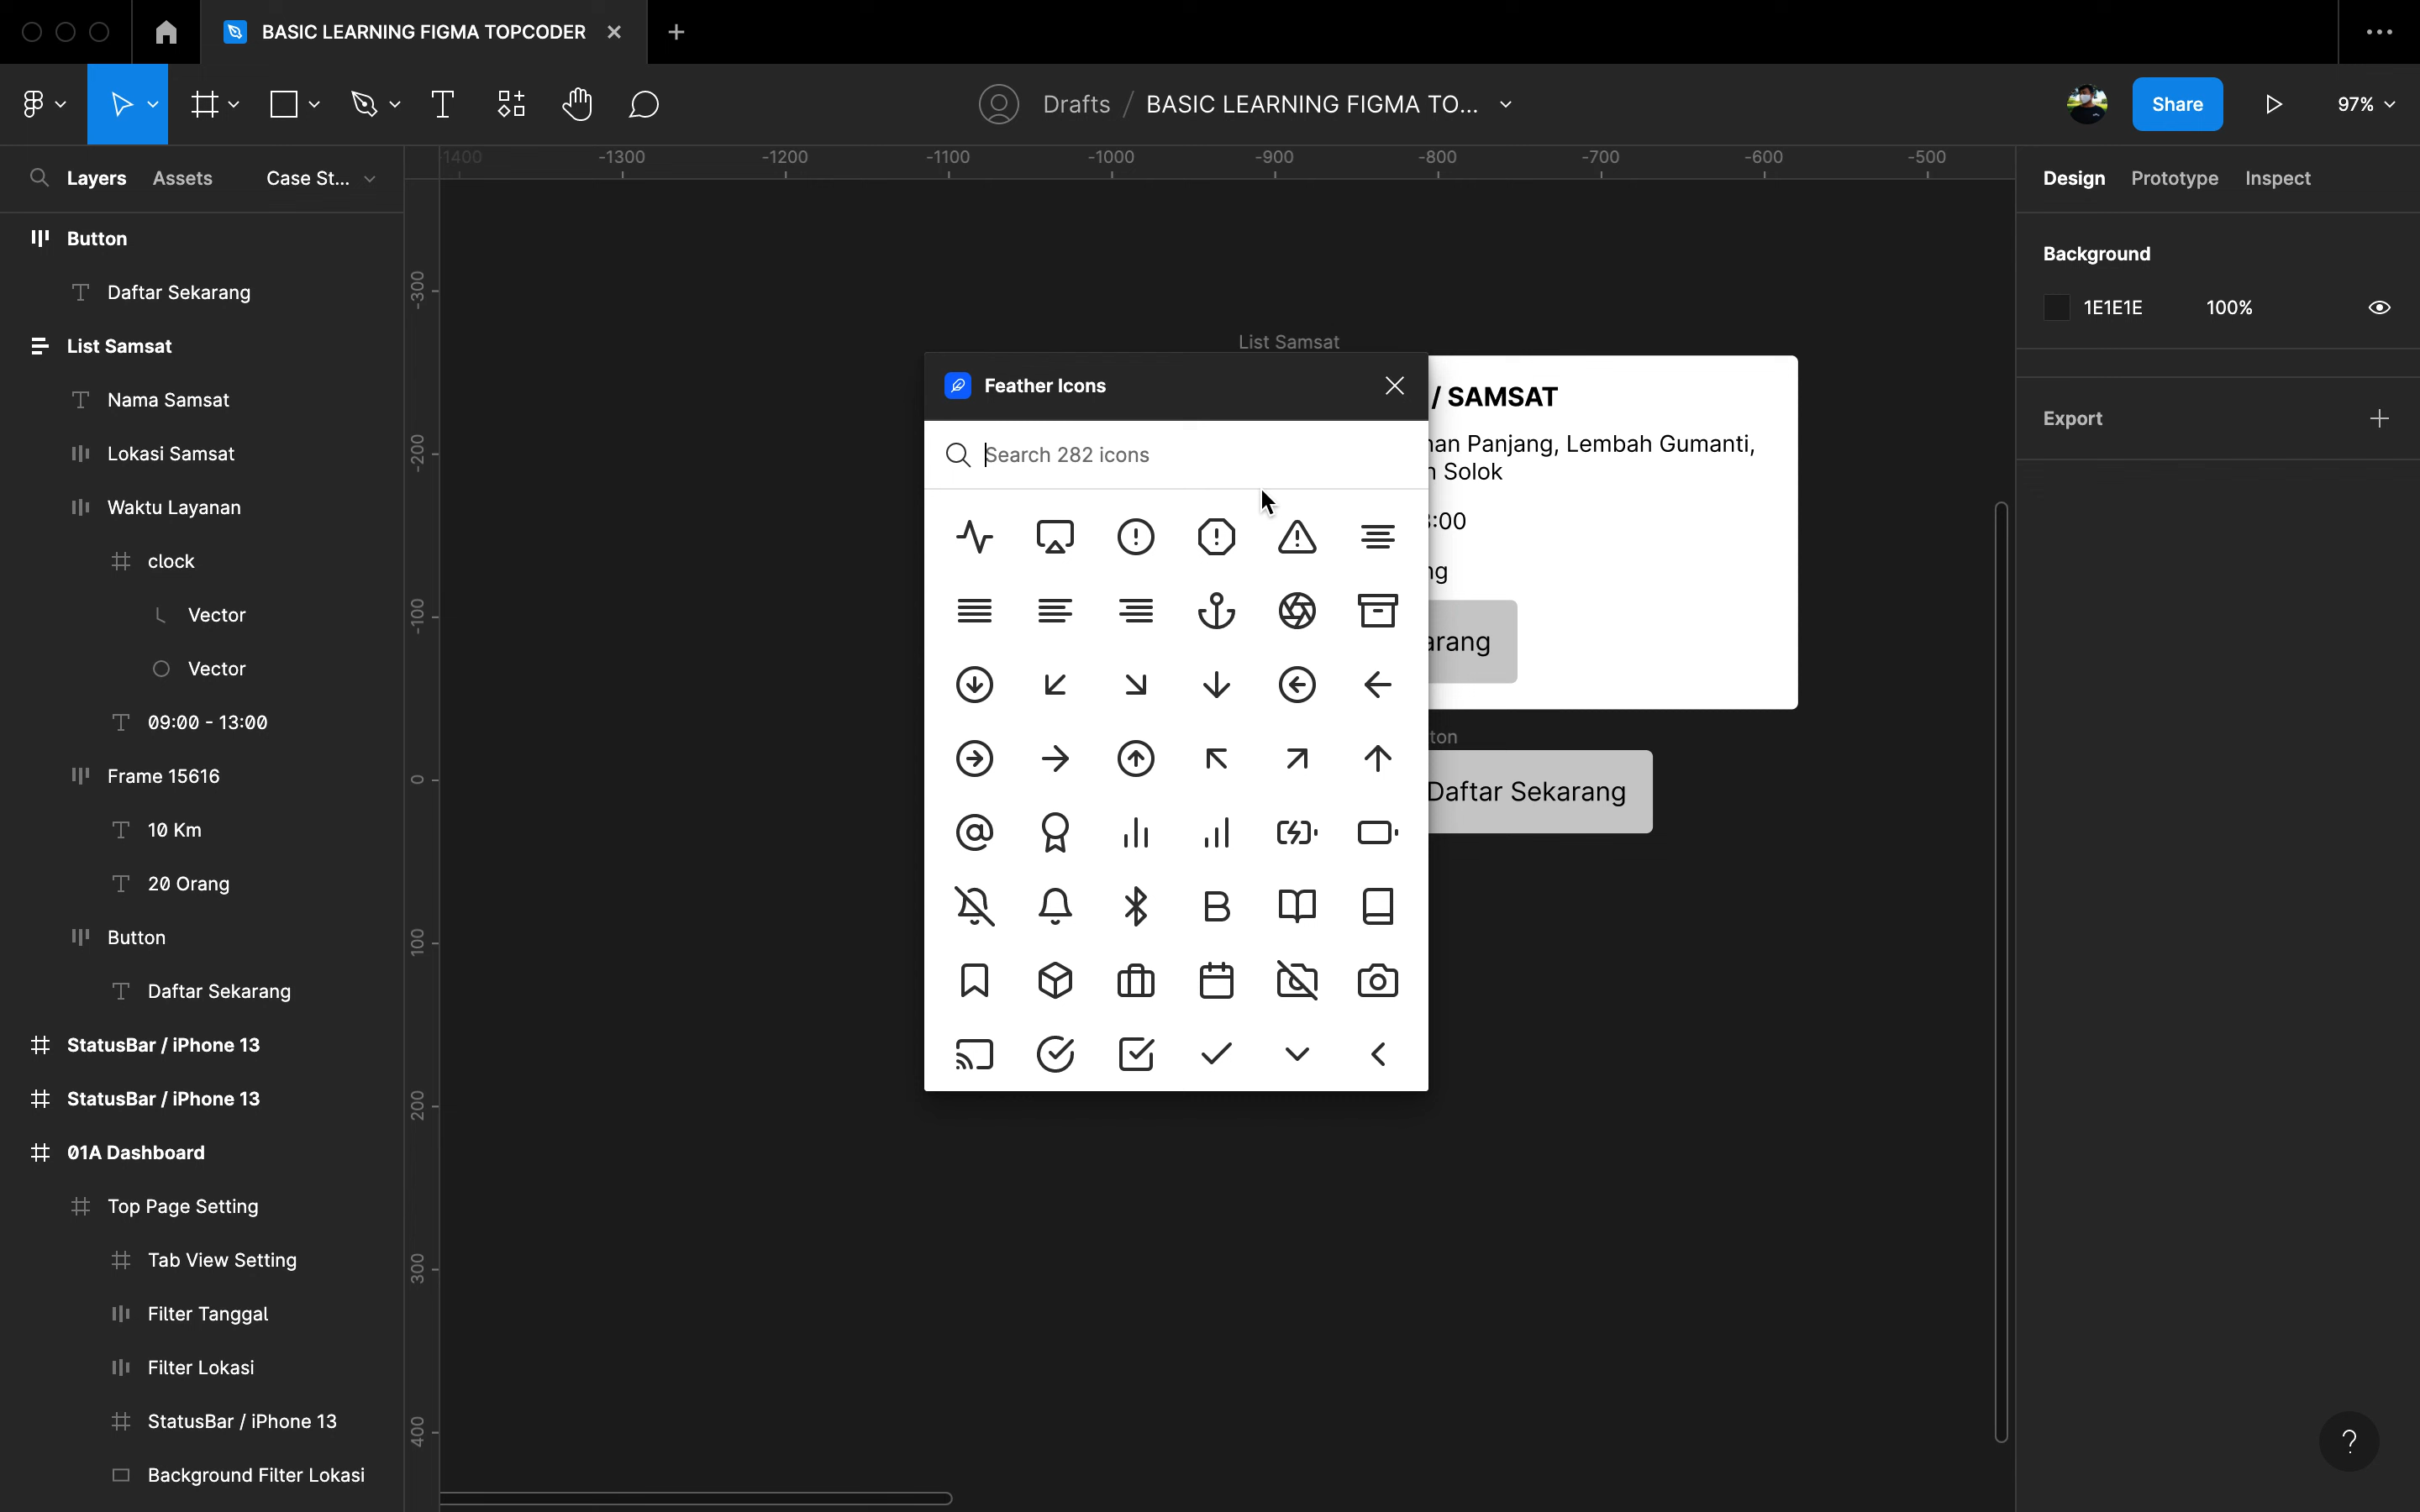 BASIC LEARNING FIGMA TOPCODER
Drafts / BASIC LEARNING FIGMA TO...
Share
97%
Layers
Assets
Case St...
Button
Daftar Sekarang
List Samsat
Nama Samsat
Lokasi Samsat
Waktu Layanan
clock
Vector
Vector
09:00 - 13:00
Frame 15616
10 Km
20 Orang
Button
Daftar Sekarang
StatusBar / iPhone 13
StatusBar / iPhone 13
01A Dashboard
Top Page Setting
Tab View Setting
Filter Tanggal
Filter Lokasi
StatusBar / iPhone 13
Background Filter Lokasi
-1400
-1300
-1200
-1100
-1000
-900
-800
-700
-600
-500
-300
-200
-100
0
100
200
300
400
List Samsat
Feather Icons
Search 282 icons
/ SAMSAT
Panjang, Lembah Gumanti,
Solok
:00
ng
arang
ton
Daftar Sekarang
Design
Prototype
Inspect
Background
1E1E1E
100%
Export
?